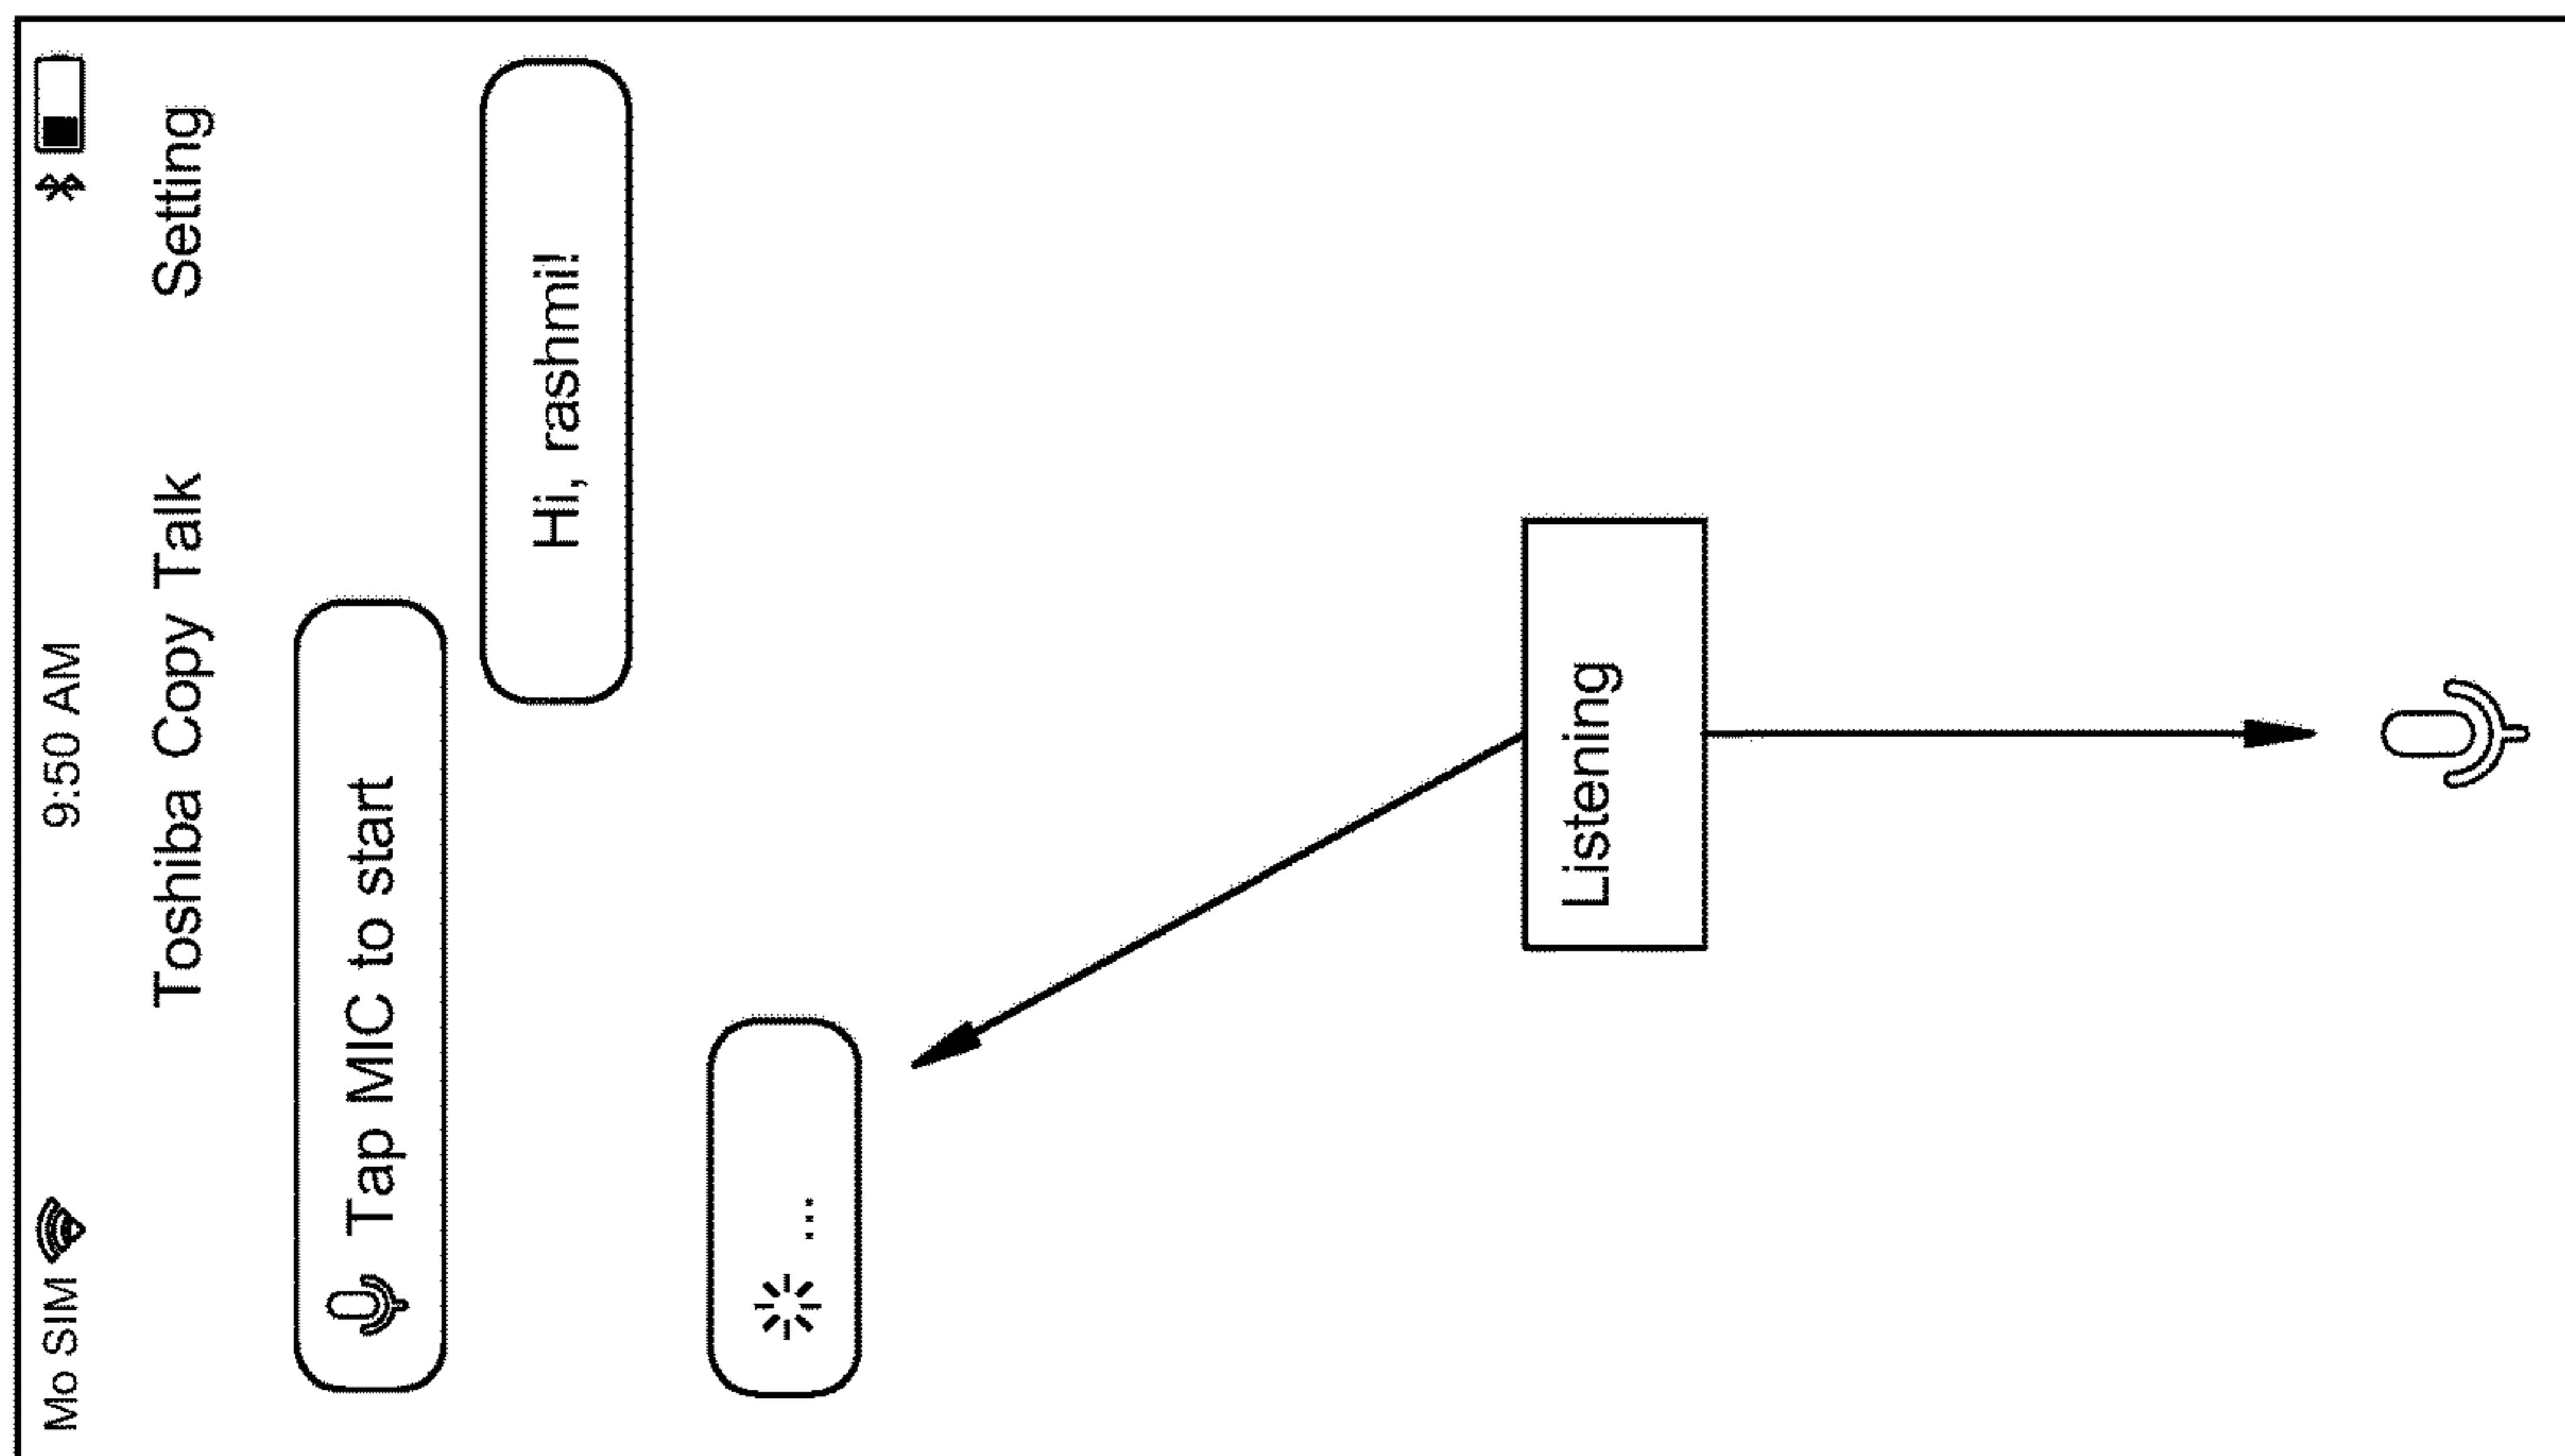 Mo SIM 9:50 AM
Toshiba Copy Talk Setting
Tap MIC to start
Hi, rashmi!
...
Listening